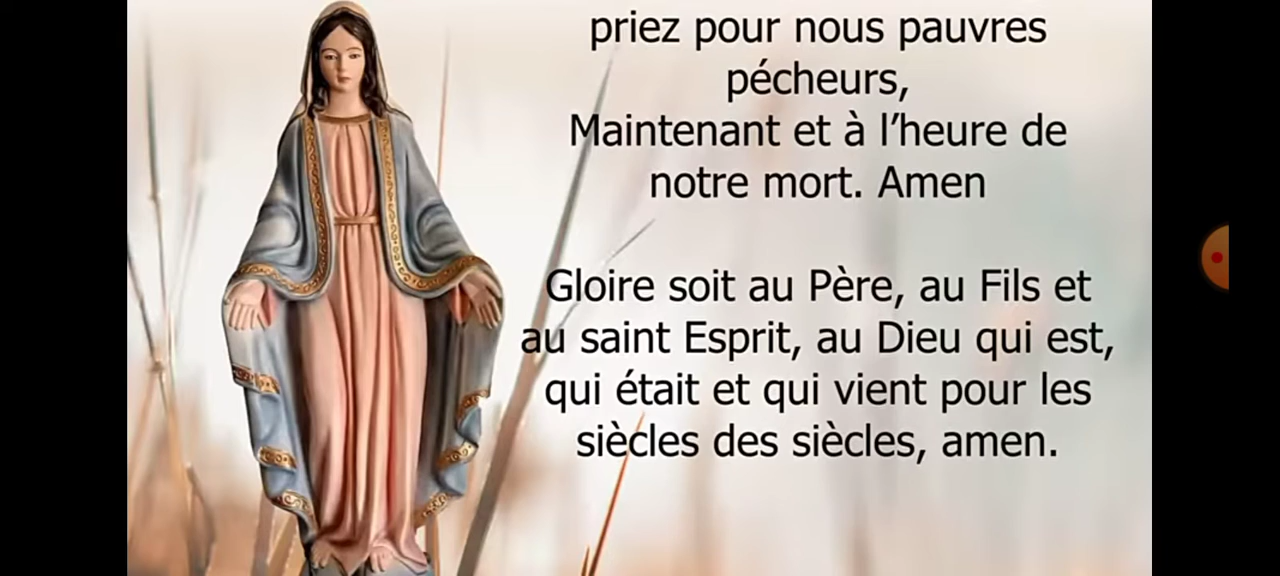 priez pour nous pauvres
pécheurs,
Maintenant et à l’heure de
notre mort. Amen
Gloire soit au Père, au Fils et
au saint Esprit, au Dieu qui est,
qui était et qui vient pour les
siècles des siècles, amen.